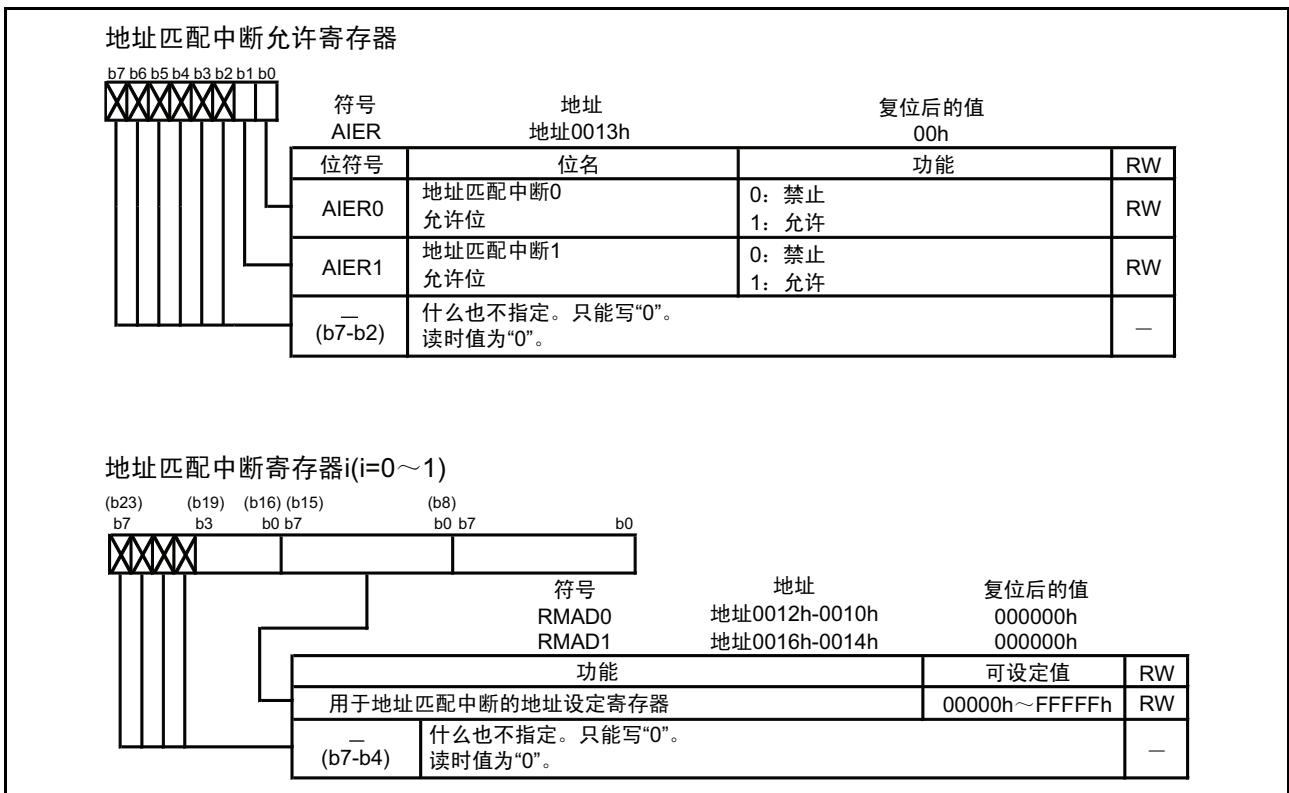 地址匹配中断允许寄存器
b7 b6 b5 b4 b3 b2 b1 b0
符号 地址 复位后的值
AIER 地址0013h 00h
位符号 位名 功能 RW
AIER0 地址匹配中断0 允许位 0：禁止 1：允许 RW
AIER1 地址匹配中断1 允许位 0：禁止 1：允许 RW
— (b7-b2) 什么也不指定。只能写“0”。 读时值为“0”。 —
地址匹配中断寄存器i(i=0～1)
(b23) (b19) (b16) (b15) (b8)
b7 b3 b0 b7 b0 b7 b0
符号 地址 复位后的值
RMAD0 地址0012h-0010h 000000h
RMAD1 地址0016h-0014h 000000h
功能 可设定值 RW
用于地址匹配中断的地址设定寄存器 00000h～FFFFFh RW
— (b7-b4) 什么也不指定。只能写“0”。 读时值为“0”。 —